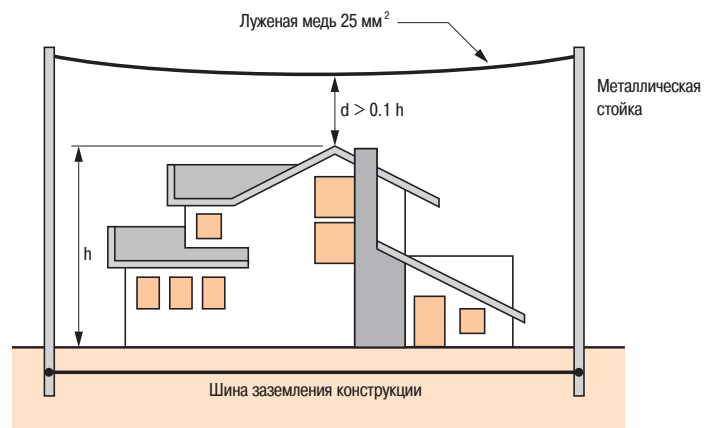 Луженая медь 25 мм²
Металлическая
стойка
d > 0.1 h
h
Шина заземления конструкции